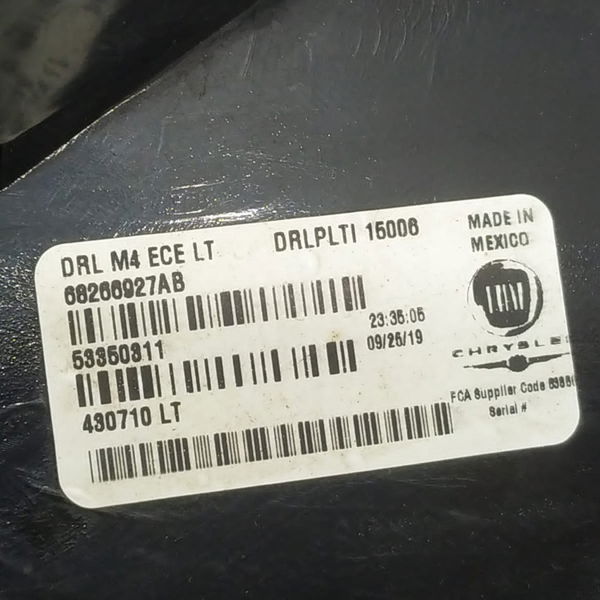 DRL M4 ECE LT
DRLPLTI 15006
MADE IN
MEXICO
68266927AB
53350311
23:35:05
09/25/19
430710 LT
FIAT
CHRYSLER
FCA Supplier Code
Serial #